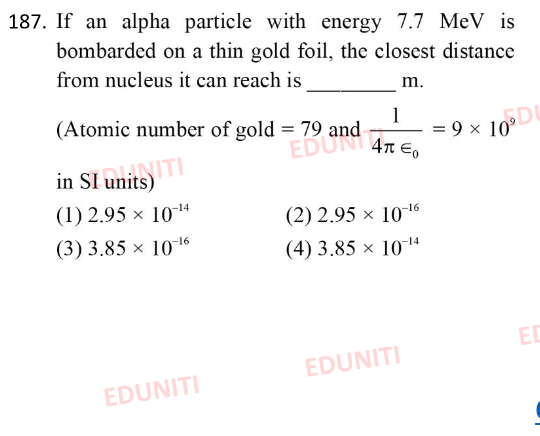 187. If an alpha particle with energy 7.7 MeV is
bombarded on a thin gold foil, the closest distance
from nucleus it can reach is ________ m.
(Atomic number of gold = 79 and 1/(4π ∈₀) = 9 × 10⁹
in SI units)
(1) 2.95 × 10⁻¹⁴ (2) 2.95 × 10⁻¹⁶
(3) 3.85 × 10⁻¹⁶ (4) 3.85 × 10⁻¹⁴
EDUNITI
EDUNITI
EDUNITI
EDUNITI